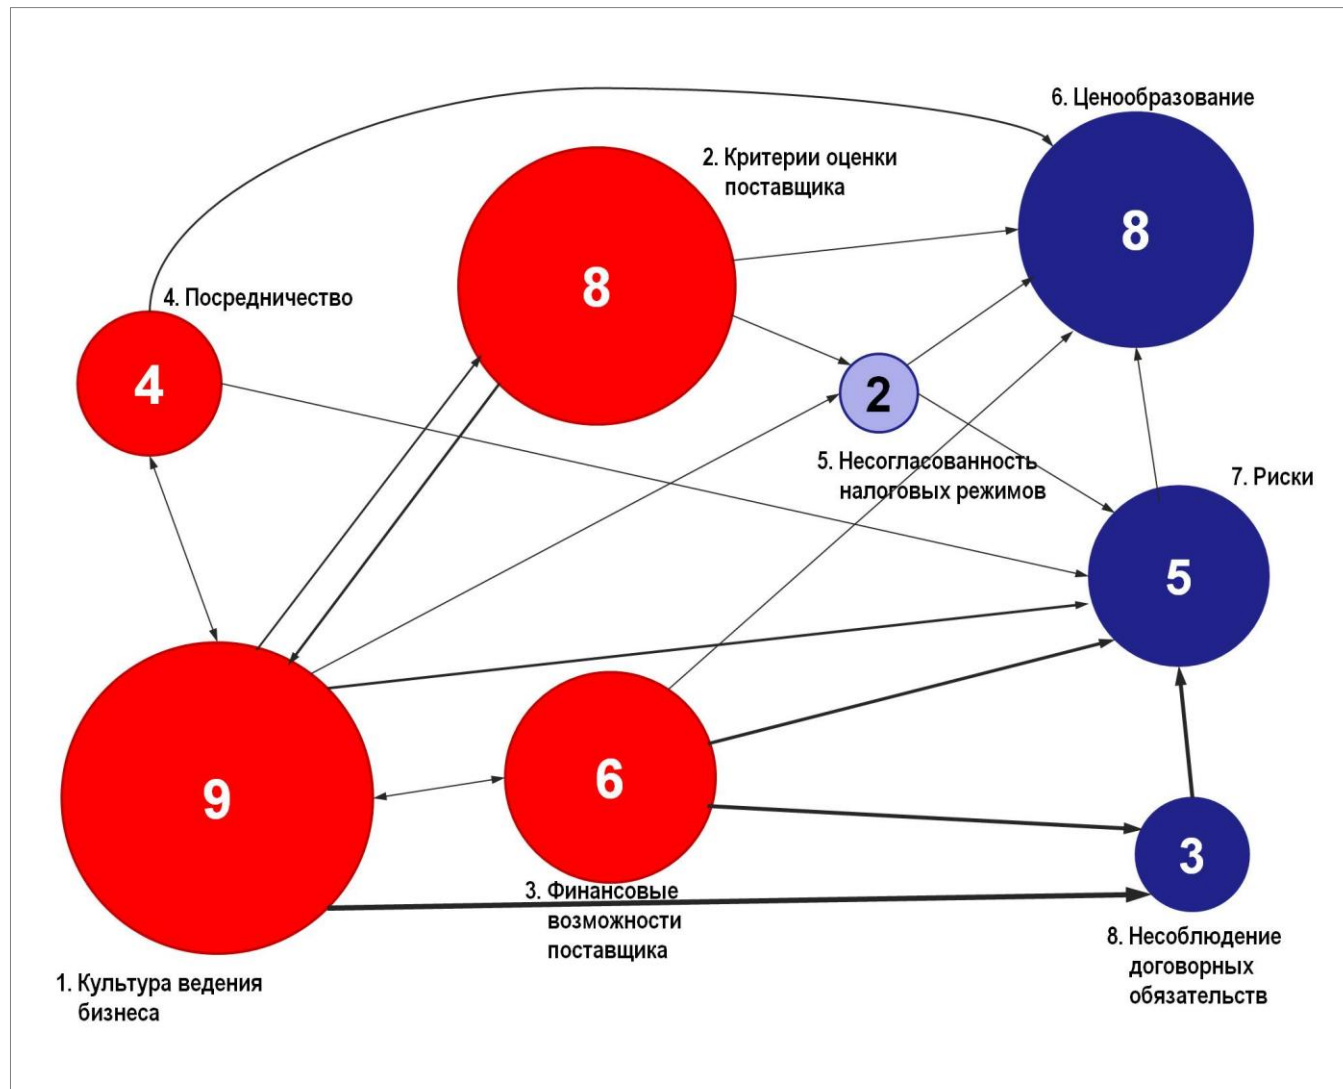 6. Ценообразование
8
2. Критерии оценки
поставщика
8
4. Посредничество
4
2
5. Несогласованность
налоговых режимов
7. Риски
5
9
1. Культура ведения
бизнеса
6
3. Финансовые
возможности
поставщика
3
8. Несоблюдение
договорных
обязательств